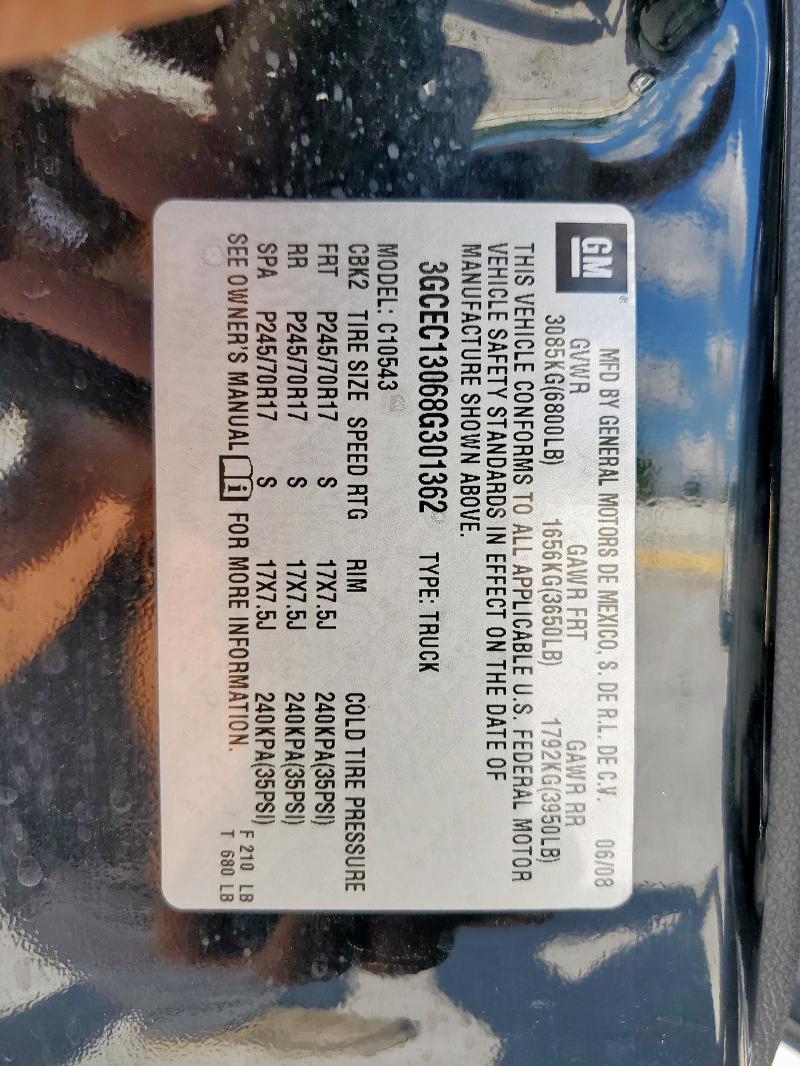 GM®
MFD BY GENERAL MOTORS DE MEXICO, S. DE R.L. DE C.V. 06/08
GVWR GAWR FRT GAWR RR
3085KG(6800LB) 1656KG(3650LB) 1792KG(3950LB)
THIS VEHICLE CONFORMS TO ALL APPLICABLE U.S. FEDERAL MOTOR
VEHICLE SAFETY STANDARDS IN EFFECT ON THE DATE OF
MANUFACTURE SHOWN ABOVE.
3GCEC13068G301362 TYPE: TRUCK
MODEL: C10543
CBK2 TIRE SIZE SPEED RTG RIM COLD TIRE PRESSURE
FRT P245/70R17 S 17X7.5J 240KPA(35PSI)
RR P245/70R17 S 17X7.5J 240KPA(35PSI)
SPA P245/70R17 S 17X7.5J 240KPA(35PSI)
SEE OWNER'S MANUAL i FOR MORE INFORMATION.
F 210 LB
T 680 LB